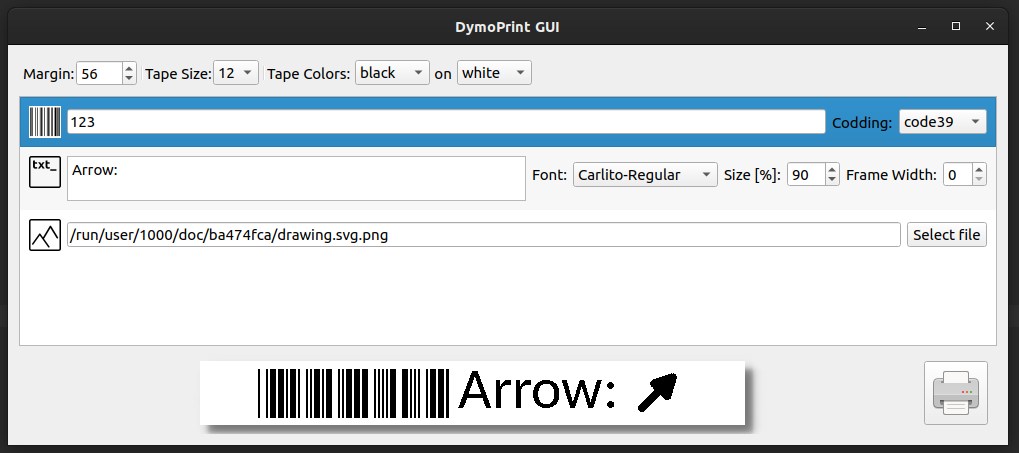 DymoPrint GUI
Margin: 56 Tape Size: 12 Tape Colors: black on white
123 Codding: code39
txt_ Arrow: Font: Carlito-Regular Size [%]: 90 Frame Width: 0
/run/user/1000/doc/ba474fca/drawing.svg.png Select file
Arrow: